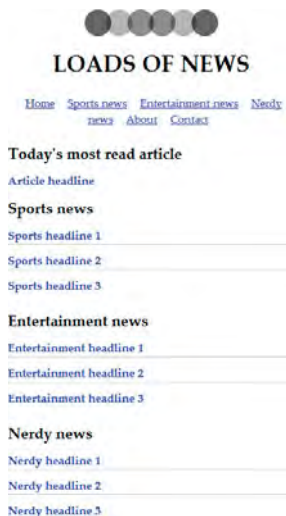 LOADS OF NEWS
Home Sports news Entertainment news Nerdy
news About Contact
Today's most read article
Article headline
Sports news
Sports headline 1
Sports headline 2
Sports headline 3
Entertainment news
Entertainment headline 1
Entertainment headline 2
Entertainment headline 3
Nerdy news
Nerdy headline 1
Nerdy headline 2
Nerdy headline 3